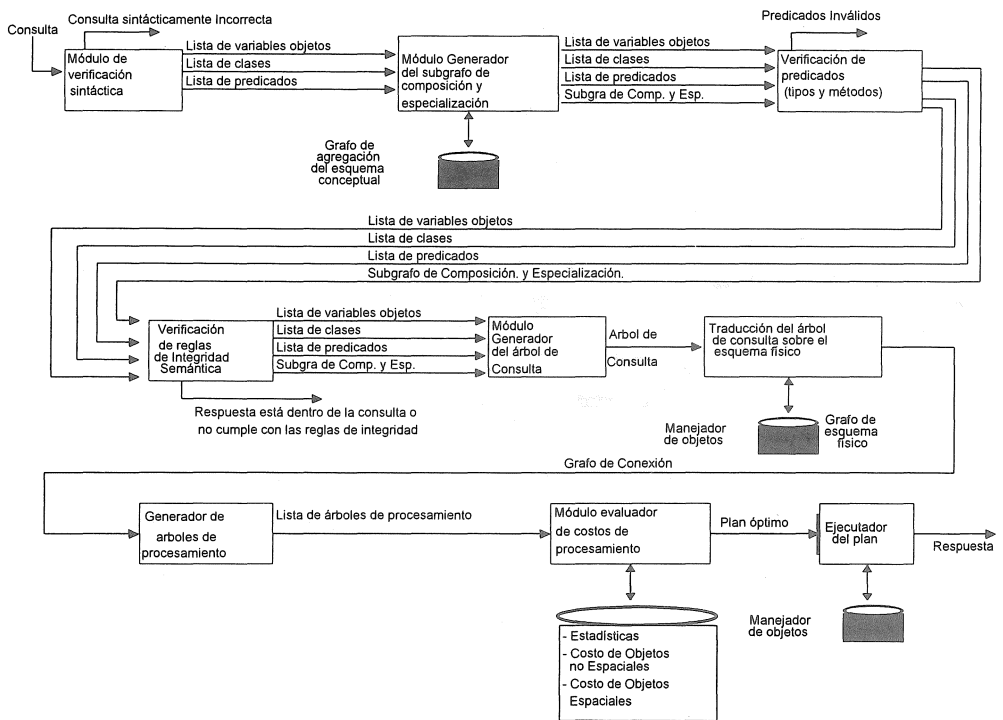 Consulta
Consulta sintácticamente Incorrecta
Módulo de
verificación
sintáctica
Lista de variables objetos
Lista de clases
Lista de predicados
Módulo Generador
del subgrafo de
composición y
especialización
Lista de variables objetos
Lista de clases
Lista de predicados
Subgra de Comp. y Esp.
Predicados Inválidos
Verificación de
predicados
(tipos y métodos)
Grafo de
agregación
del esquema
conceptual
Lista de variables objetos
Lista de clases
Lista de predicados
Subgrafo de Composición. y Especialización.
Verificación
de reglas
de Integridad
Semántica
Lista de variables objetos
Lista de clases
Lista de predicados
Subgra de Comp. y Esp.
Módulo
Generador
del árbol de
Consulta
Arbol de
Consulta
Traducción del árbol
de consulta sobre el
esquema físico
Respuesta está dentro de la consulta o
no cumple con las reglas de integridad
Manejador
de objetos
Grafo de
esquema
físico
Grafo de Conexión
Generador de
arboles de
procesamiento
Lista de árboles de procesamiento
Módulo evaluador
de costos de
procesamiento
Plan óptimo
Ejecutador
del plan
Respuesta
- Estadísticas
- Costo de Objetos
no Espaciales
- Costo de Objetos
Espaciales
Manejador
de objetos